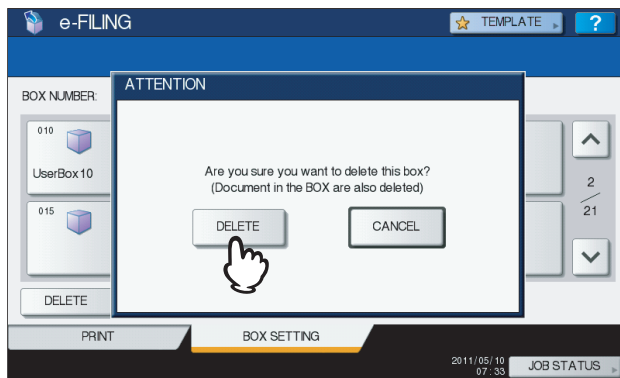 e-FILING
TEMPLATE
?
ATTENTION
BOX NUMBER:
010
UserBox10
Are you sure you want to delete this box?
(Document in the BOX are also deleted)
2
21
015
DELETE
CANCEL
DELETE
PRINT
BOX SETTING
2011/05/10
07:33
JOB STATUS